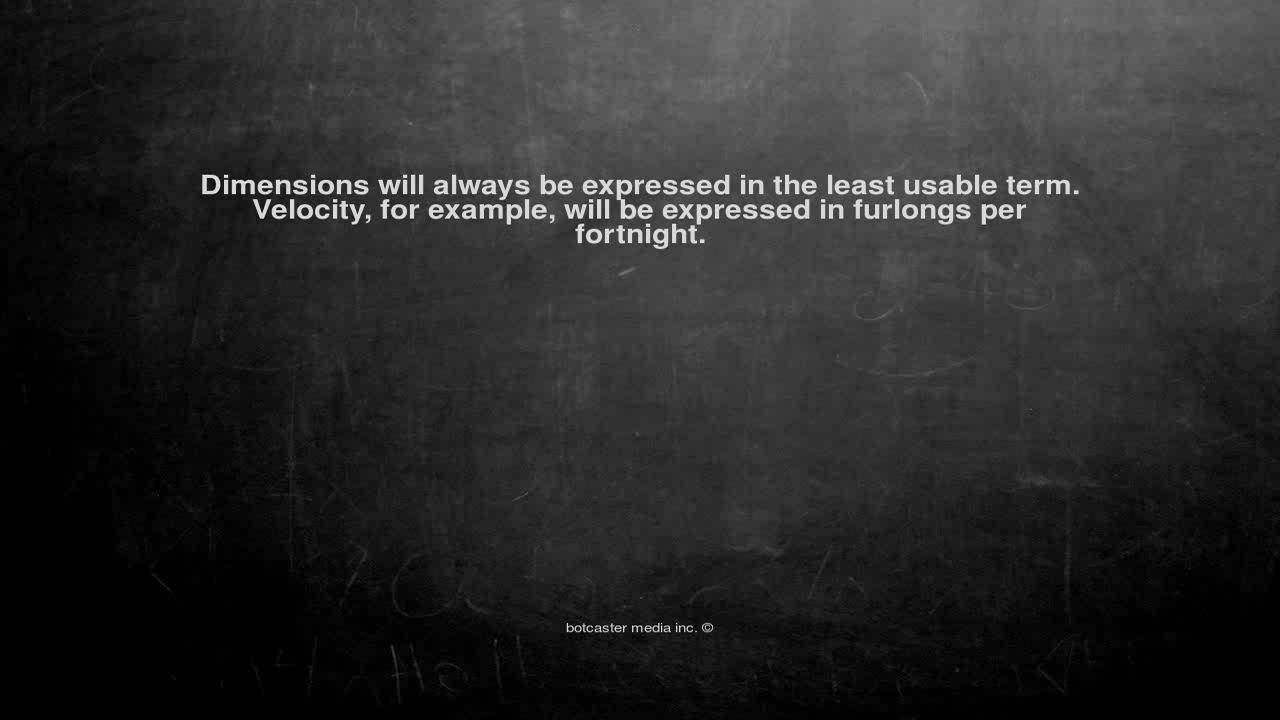 Dimensions will always be expressed in the least usable term.
Velocity, for example, will be expressed in furlongs per
fortnight.
botcaster media inc. ©